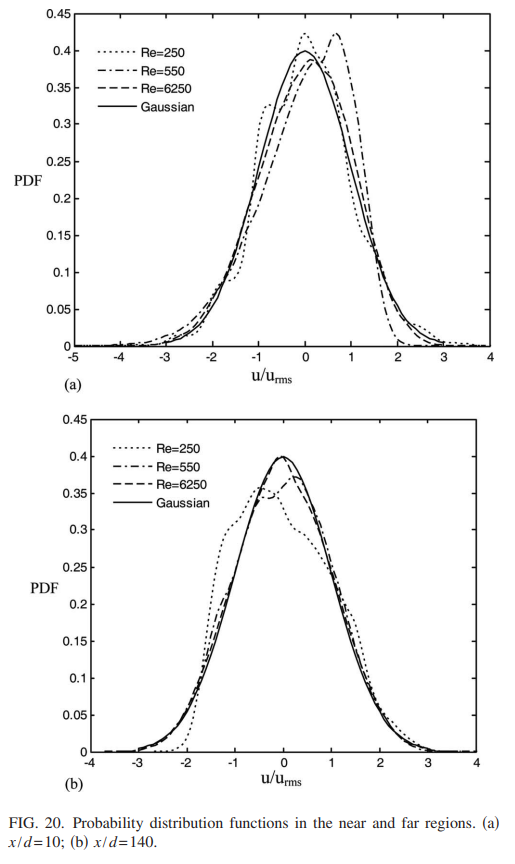 0.45
Re=250
0.4
Re=550
0.35
Re=6250
Gaussian
0.3
0.25
PDF
0.2
0.15
0.1
0.05
0
-5 -4 -3 -2 -1 0 1 2 3 4
(a)
u/urms
0.45
Re=250
0.4
Re=550
Re=6250
0.35
Gaussian
0.3
0.25
PDF
0.2
0.15
0.1
0.05
0
-4 -3 -2 -1 0 1 2 3 4
(b)
u/urms
FIG. 20. Probability distribution functions in the near and far regions. (a)
x/d=10; (b) x/d=140.